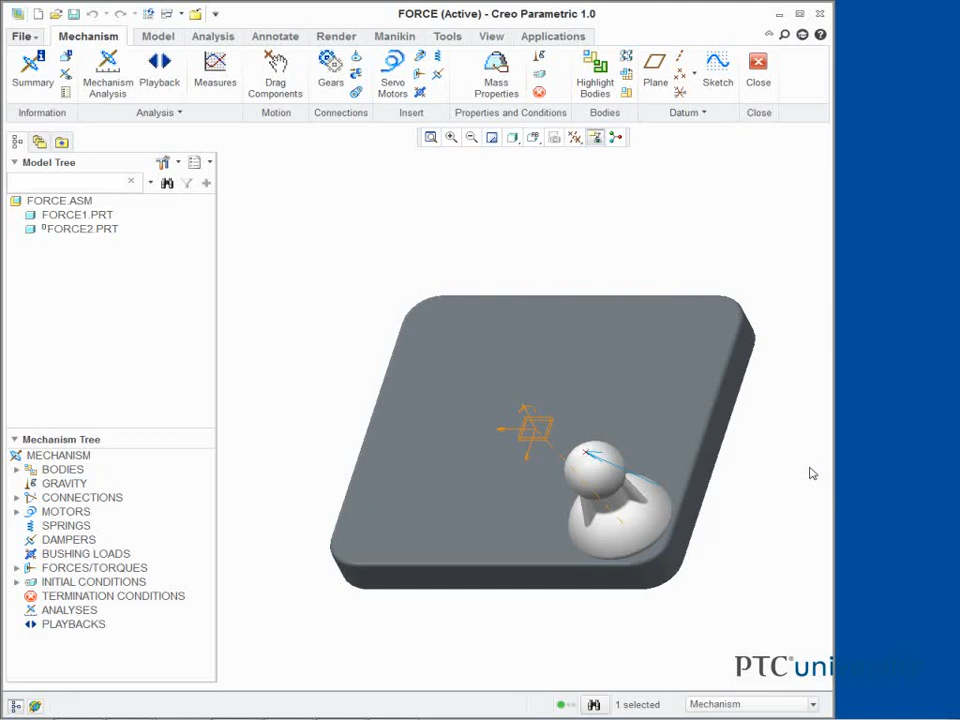 FORCE (Active) - Creo Parametric 1.0
File Mechanism Model Analysis Annotate Render Manikin Tools View Applications
Summary Mechanism Analysis Playback Measures Drag Components Gears Servo Motors Mass Properties Highlight Bodies Plane Sketch Close
Information Analysis Motion Connections Insert Properties and Conditions Bodies Datum Close
Model Tree
FORCE.ASM
FORCE1.PRT
FORCE2.PRT
Mechanism Tree
MECHANISM
BODIES
GRAVITY
CONNECTIONS
MOTORS
SPRINGS
DAMPERS
BUSHING LOADS
FORCES/TORQUES
INITIAL CONDITIONS
TERMINATION CONDITIONS
ANALYSES
PLAYBACKS
PTC
1 selected Mechanism